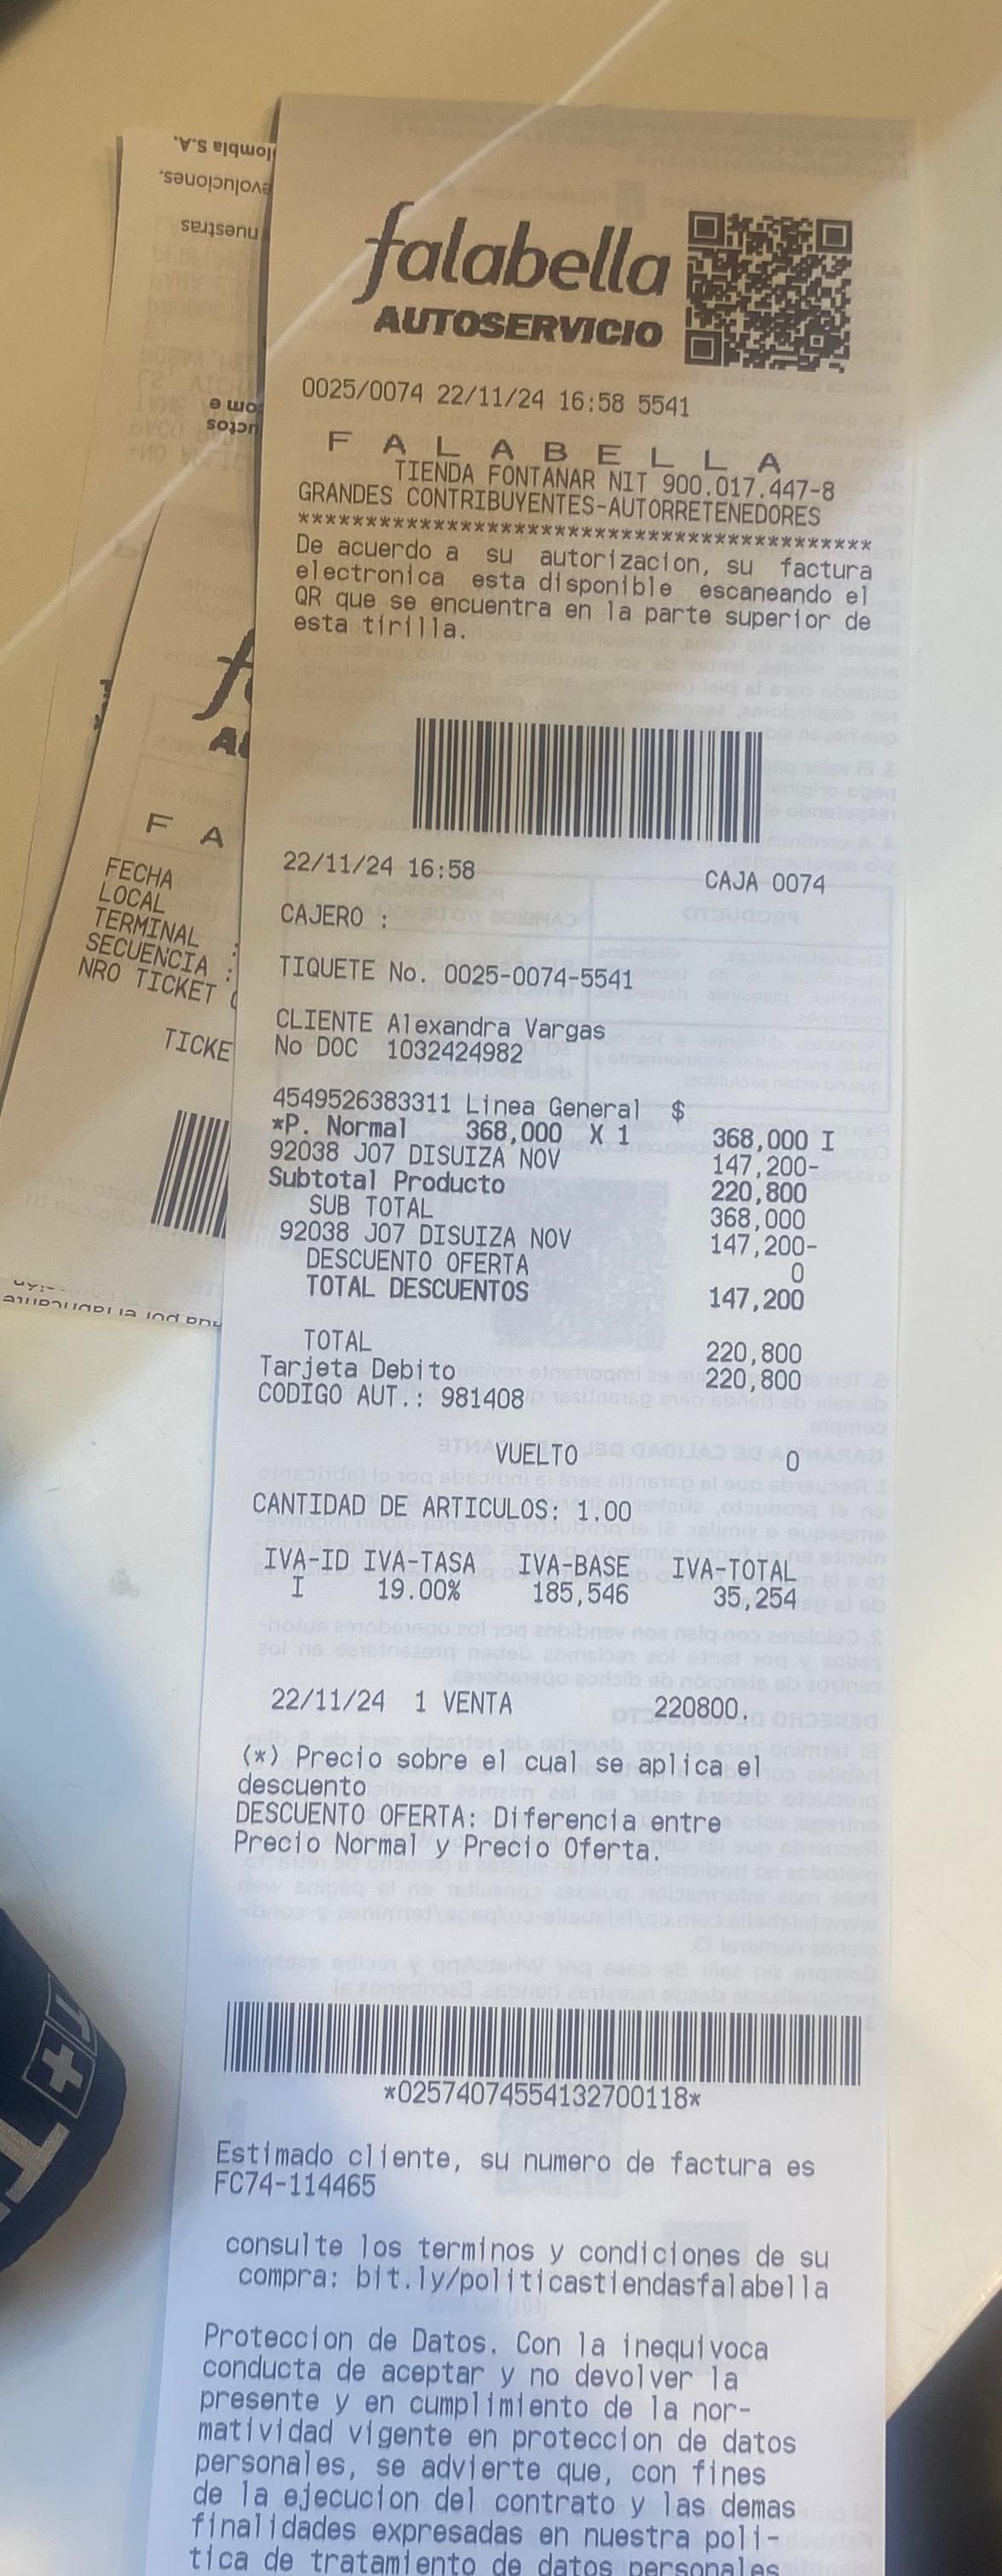 falabella
AUTOSERVICIO
0025/0074 22/11/24 16:58 5541
F A L A B E L L A
TIENDA FONTANAR NIT 900.017.447-8
GRANDES CONTRIBUYENTES-AUTORRETENEDORES
******************************************
De acuerdo a su autorizacion, su factura
electronica esta disponible escaneando el
QR que se encuentra en la parte superior de
esta tirilla.
22/11/24 16:58 CAJA 0074
CAJERO :
TIQUETE No. 0025-0074-5541
CLIENTE Alexandra Vargas
No DOC 1032424982
4549526383311 Linea General $
*P. Normal 368,000 X 1 368,000 I
92038 J07 DISUIZA NOV 147,200-
Subtotal Producto 220,800
SUB TOTAL 368,000
92038 J07 DISUIZA NOV 147,200-
DESCUENTO OFERTA 0
TOTAL DESCUENTOS 147,200
TOTAL 220,800
Tarjeta Debito 220,800
CODIGO AUT.: 981408
VUELTO 0
CANTIDAD DE ARTICULOS: 1.00
IVA-ID IVA-TASA IVA-BASE IVA-TOTAL
I 19.00% 185,546 35,254
22/11/24 1 VENTA 220800.
(*) Precio sobre el cual se aplica el
descuento
DESCUENTO OFERTA: Diferencia entre
Precio Normal y Precio Oferta.
*02574074554132700118*
Estimado cliente, su numero de factura es
FC74-114465
consulte los terminos y condiciones de su
compra: bit.ly/politicastiendasfalabella
Proteccion de Datos. Con la inequivoca
conducta de aceptar y no devolver la
presente y en cumplimiento de la nor-
matividad vigente en proteccion de datos
personales, se advierte que, con fines
de la ejecucion del contrato y las demas
finalidades expresadas en nuestra poli-
tica de tratamiento de datos personales
F A
FECHA
LOCAL
TERMINAL :
SECUENCIA :
NRO TICKET
TICKE